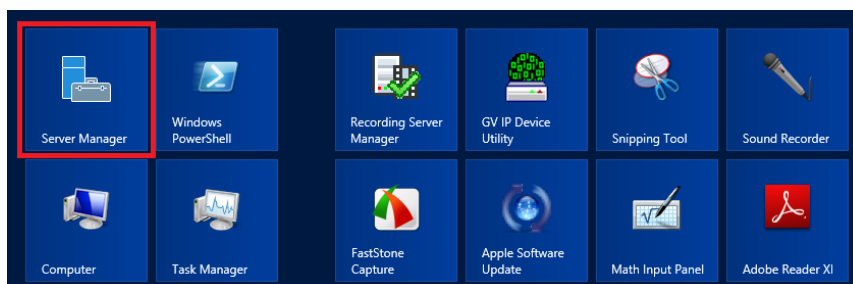 Server Manager
Windows
PowerShell
Recording Server
Manager
GV IP Device
Utility
Snipping Tool
Sound Recorder
Computer
Task Manager
FastStone
Capture
Apple Software
Update
Math Input Panel
Adobe Reader XI